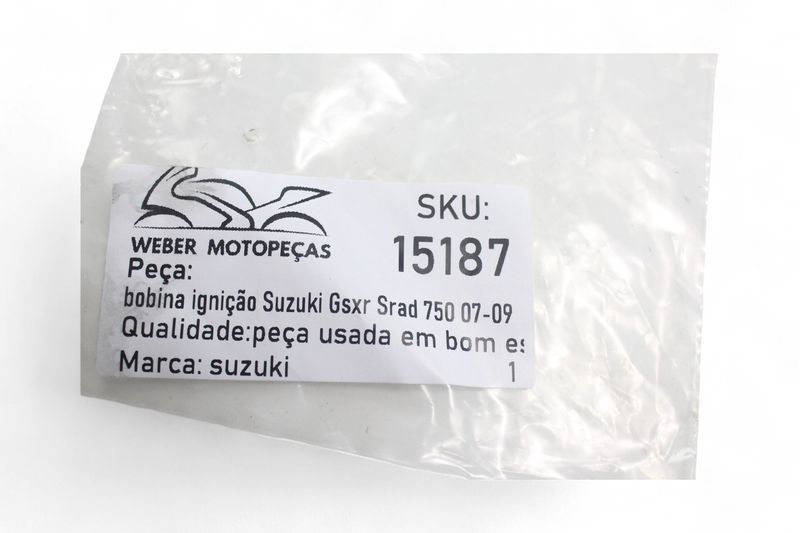 WEBER MOTOPEÇAS
SKU:
15187
Peça:
bobina ignição Suzuki Gsxr Srad 750 07-09
Qualidade:peça usada em bom es
Marca: suzuki 1